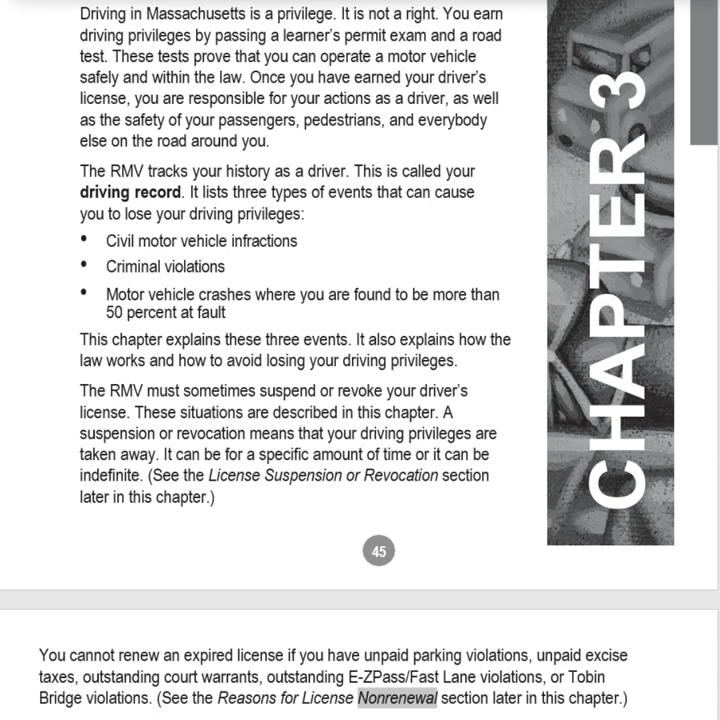 Driving in Massachusetts is a privilege. It is not a right. You earn
driving privileges by passing a learner's permit exam and a road
test. These tests prove that you can operate a motor vehicle
safely and within the law. Once you have earned your driver's
license, you are responsible for your actions as a driver, as well
as the safety of your passengers, pedestrians, and everybody
else on the road around you.
The RMV tracks your history as a driver. This is called your
driving record. It lists three types of events that can cause
you to lose your driving privileges:
• Civil motor vehicle infractions
• Criminal violations
• Motor vehicle crashes where you are found to be more than
50 percent at fault
This chapter explains these three events. It also explains how the
law works and how to avoid losing your driving privileges.
The RMV must sometimes suspend or revoke your driver's
license. These situations are described in this chapter. A
suspension or revocation means that your driving privileges are
taken away. It can be for a specific amount of time or it can be
indefinite. (See the License Suspension or Revocation section
later in this chapter.)
CHAPTER 3
45
You cannot renew an expired license if you have unpaid parking violations, unpaid excise
taxes, outstanding court warrants, outstanding E-ZPass/Fast Lane violations, or Tobin
Bridge violations. (See the Reasons for License Nonrenewal section later in this chapter.)